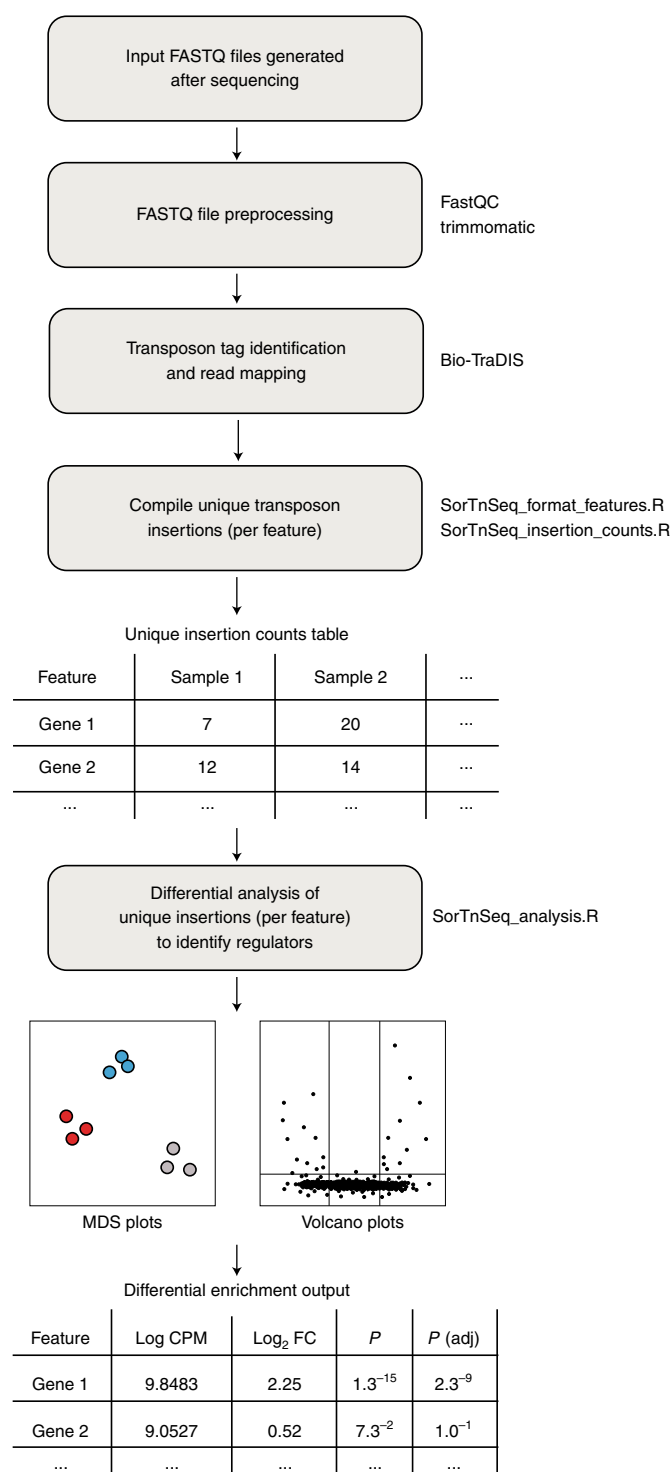 Input FASTQ files generated
after sequencing
FASTQ file preprocessing
FastQC
trimmomatic
Transposon tag identification
and read mapping
Bio-TraDIS
Compile unique transposon
insertions (per feature)
SorTnSeq_format_features.R
SorTnSeq_insertion_counts.R
Unique insertion counts table
Feature Sample 1 Sample 2 ...
Gene 1 7 20 ...
Gene 2 12 14 ...
... ... ... ...
Differential analysis of
unique insertions (per feature)
to identify regulators
SorTnSeq_analysis.R
MDS plots Volcano plots
Differential enrichment output
Feature Log CPM Log₂ FC P P (adj)
Gene 1 9.8483 2.25 1.3⁻¹⁵ 2.3⁻⁹
Gene 2 9.0527 0.52 7.3⁻² 1.0⁻¹
... ... ... ... ...